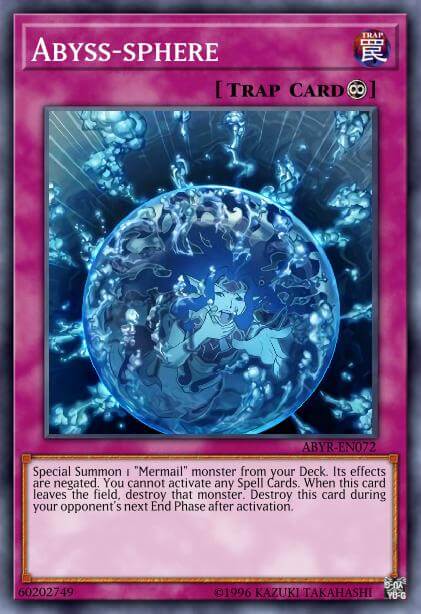 Abyss-sphere
TRAP
罠
[Trap Card]
ABYR-EN072
Special Summon 1 "Mermail" monster from your Deck. Its effects
are negated. You cannot activate any Spell Cards. When this card
leaves the field, destroy that monster. Destroy this card during
your opponent's next End Phase after activation.
60202749
©1996 KAZUKI TAKAHASHI